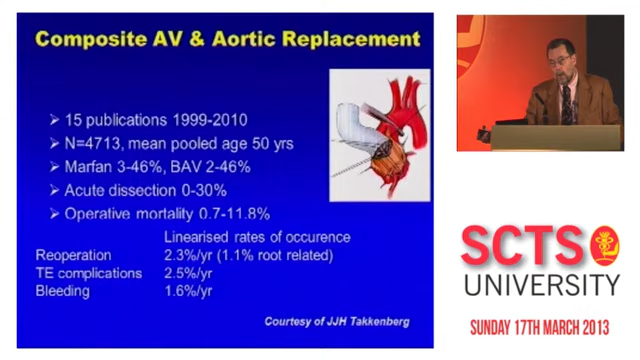 Composite AV & Aortic Replacement
15 publications 1999-2010
N=4713, mean pooled age 50 yrs
Marfan 3-46%, BAV 2-46%
Acute dissection 0-30%
Operative mortality 0.7-11.8%
Linearised rates of occurence
Reoperation 2.3%/yr (1.1% root related)
TE complications 2.5%/yr
Bleeding 1.6%/yr
Courtesy of JJH Takkenberg
SCTS
UNIVERSITY
SUNDAY 17TH MARCH 2013